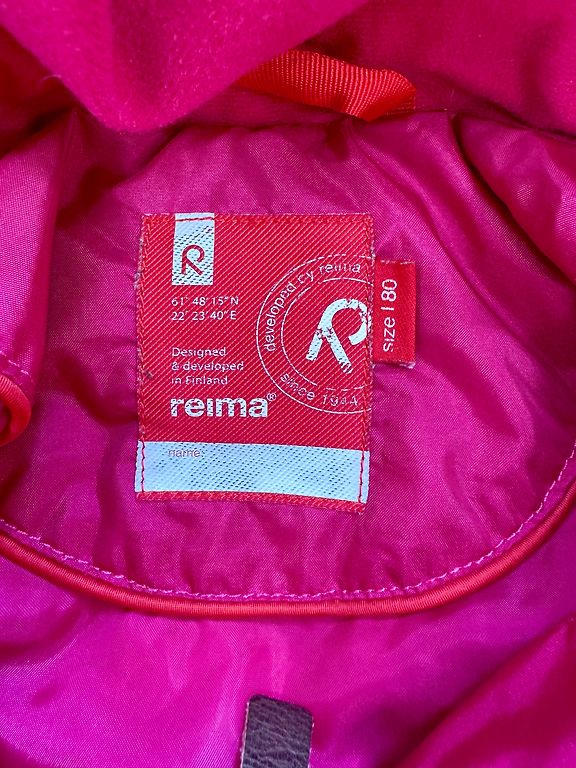 R
61° 48' 15" N
22° 23' 40" E
Designed
& developed
in Finland
reima®
name
developed by reima
R
since 1944
size | 80